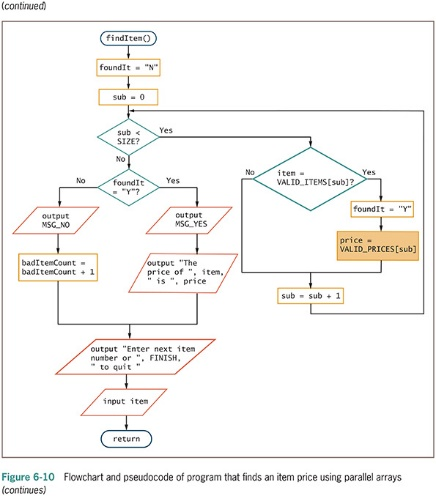 (continued)
findItem()
foundIt = "N"
sub = 0
sub <
SIZE?
Yes
No
item =
VALID_ITEMS[sub]?
No
Yes
foundIt
= "Y"?
No
Yes
foundIt = "Y"
price =
VALID_PRICES[sub]
output
MSG_NO
output
MSG_YES
badItemCount =
badItemCount + 1
output "The
price of ", item,
" is ", price
sub = sub + 1
output "Enter next item
number or ", FINISH,
" to quit "
input item
return
Figure 6-10 Flowchart and pseudocode of program that finds an item price using parallel arrays
(continues)